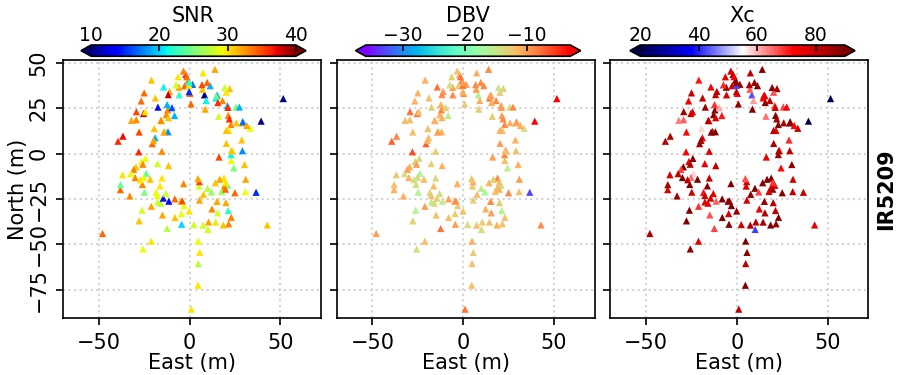 SNR DBV Xc
10 20 30 40 −30 −20 −10 20 40 60 80
50
25
0
−25
−50
−75
North (m)
IR5209
−50 0 50 −50 0 50 −50 0 50
East (m) East (m) East (m)